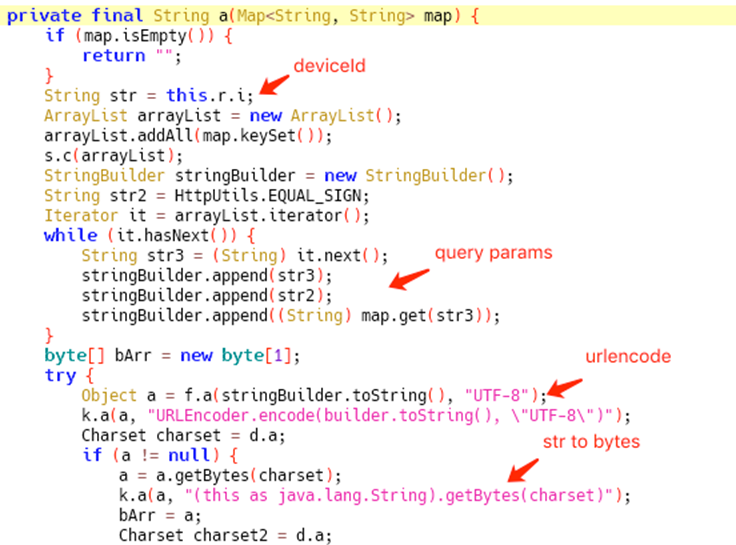 private final String a(Map<String, String> map) {
if (map.isEmpty()) {
return "";
}
deviceId
String str = this.r.i;
ArrayList arrayList = new ArrayList();
arrayList.addAll(map.keySet());
s.c(arrayList);
StringBuilder stringBuilder = new StringBuilder();
String str2 = HttpUtils.EQUAL_SIGN;
Iterator it = arrayList.iterator();
while (it.hasNext()) {
String str3 = (String) it.next();
query params
stringBuilder.append(str3);
stringBuilder.append(str2);
stringBuilder.append((String) map.get(str3));
}
byte[] bArr = new byte[1];
urlencode
try {
Object a = f.a(stringBuilder.toString(), "UTF-8");
k.a(a, "URLEncoder.encode(builder.toString(), \"UTF-8\")");
Charset charset = d.a;
str to bytes
if (a != null) {
a = a.getBytes(charset);
k.a(a, "(this as java.lang.String).getBytes(charset)");
bArr = a;
Charset charset2 = d.a;